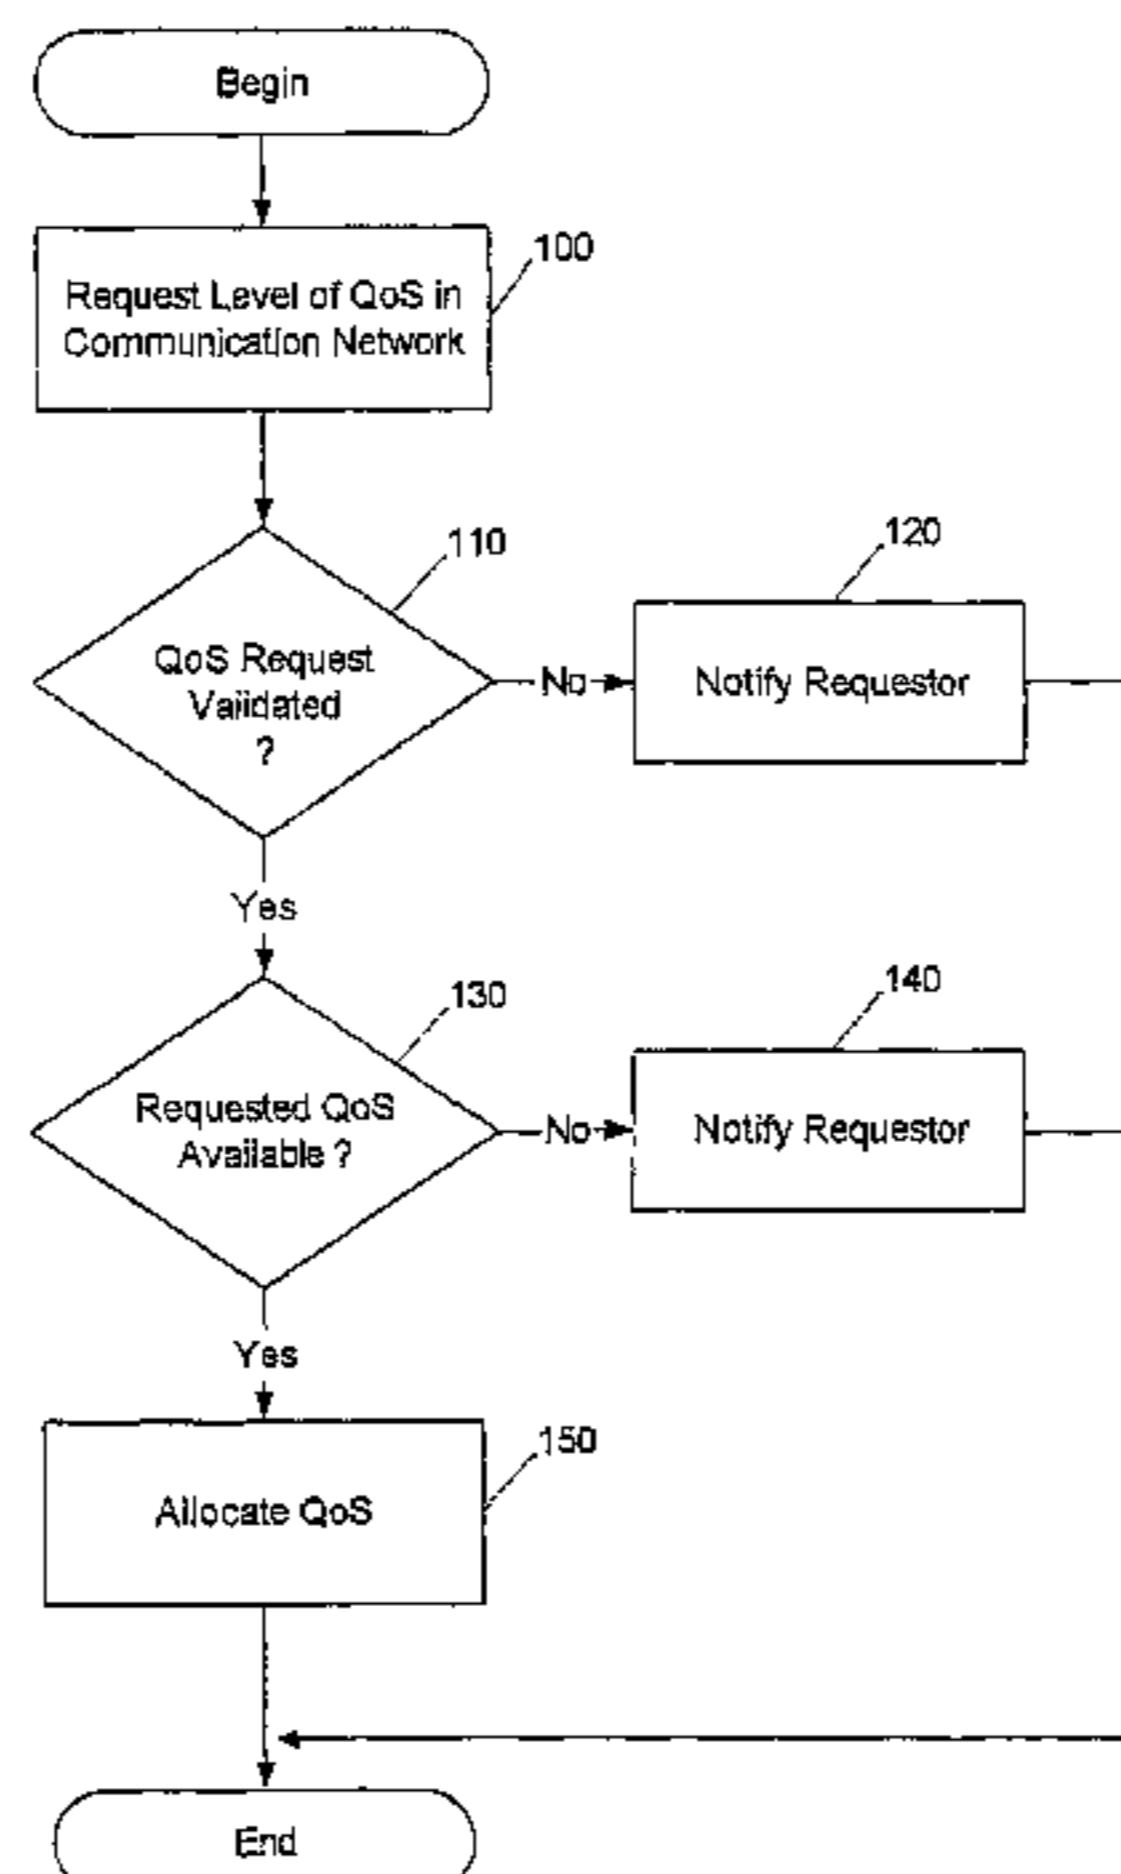 Begin
100
Request Level of QoS in
Communication Network
110
120
QoS Request
Validated
?
No
Notify Requestor
Yes
130
140
Requested QoS
Available ?
No
Notify Requestor
Yes
150
Allocate QoS
End